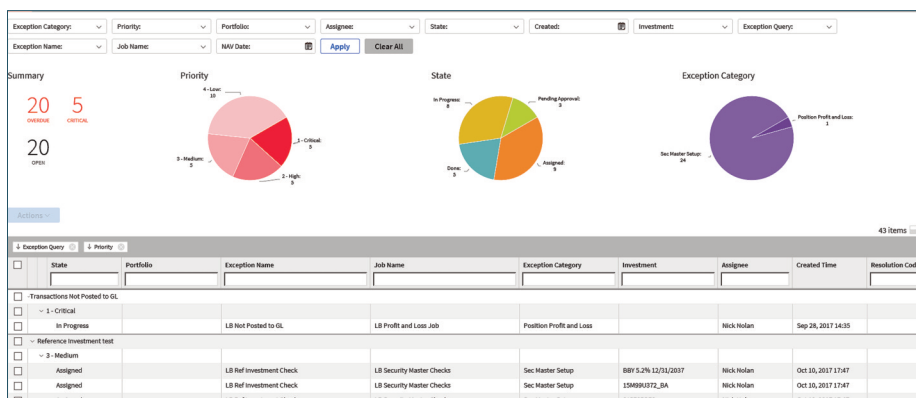 Exception Category: Priority: Portfolio: Assignee: State: Created: Investment: Exception Query:
Exception Name: Job Name: NAV Date: Apply Clear All
Summary Priority State Exception Category
20 5
OVERDUE CRITICAL
20
OPEN
4 - Low:
10
1 - Critical:
2 - High:
3 - Medium:
5
In Progress:
8
Pending Approval:
3
Assigned:
9
Done:
Position Profit and Loss:
1
Sec Master Setup:
24
Actions
43 items
↓ Exception Query ↓ Priority
State Portfolio Exception Name Job Name Exception Category Investment Assignee Created Time Resolution Cod
-Transactions Not Posted to GL
1 - Critical
In Progress LB Not Posted to GL LB Profit and Loss Job Position Profit and Loss Nick Nolan Sep 28, 2017 14:35
Reference Investment test
3 - Medium
Assigned LB Ref Investment Check LB Security Master Checks Sec Master Setup BBY 5.2% 12/31/2037 Nick Nolan Oct 10, 2017 17:47
Assigned LB Ref Investment Check LB Security Master Checks Sec Master Setup 15M99U372_BA Nick Nolan Oct 10, 2017 17:47